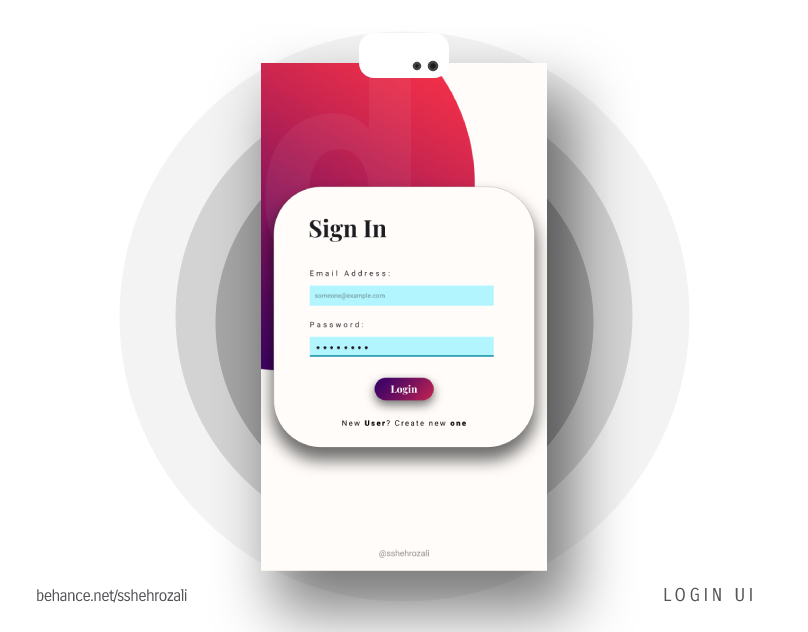 Sign In
Email Address:
someone@example.com
Password:
Login
New User? Create new one
@sshehrozali
behance.net/sshehrozali
LOGIN UI